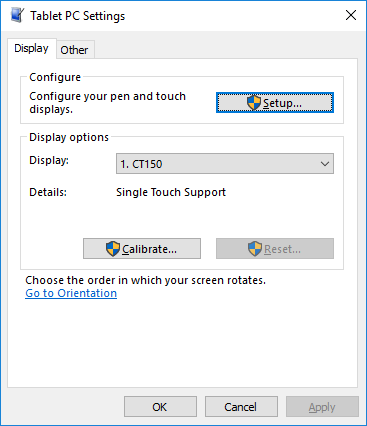 Tablet PC Settings
Display
Other
Configure
Configure your pen and touch
displays.
Setup...
Display options
Display:
1. CT150
Details:
Single Touch Support
Calibrate...
Reset...
Choose the order in which your screen rotates.
Go to Orientation
OK
Cancel
Apply